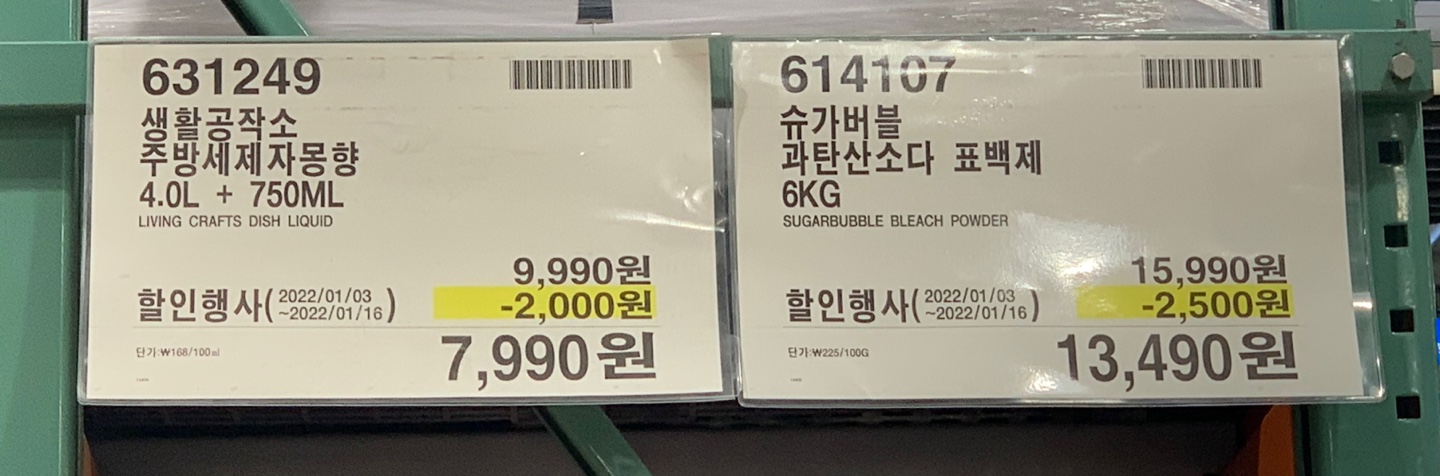 631249
생활공작소
주방세제자몽향
4.0L + 750ML
LIVING CRAFTS DISH LIQUID
9,990원
할인행사( 2022/01/03 ~2022/01/16 ) -2,000원
단가:₩168/100㎖
7,990원
614107
슈가버블
과탄산소다 표백제
6KG
SUGARBUBBLE BLEACH POWDER
15,990원
할인행사( 2022/01/03 ~2022/01/16 ) -2,500원
단가:₩225/100G
13,490원